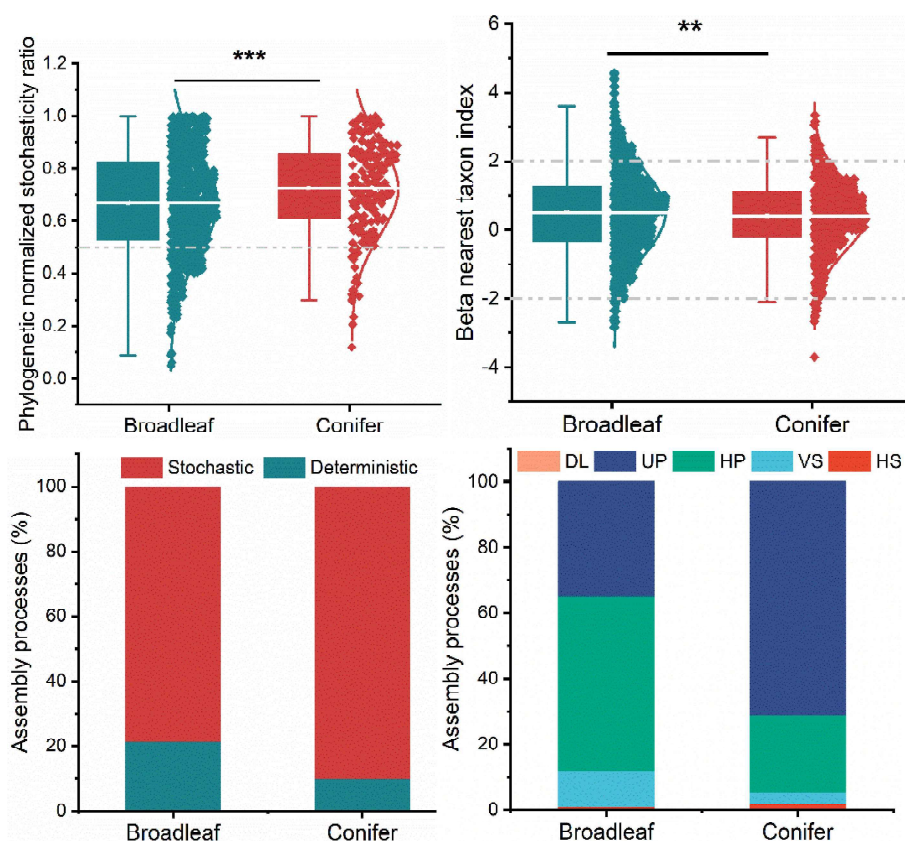 Phylogenetic normalized stochasticity ratio
1.2
1.0
0.8
0.6
0.4
0.2
0.0
***
Broadleaf Conifer
Beta nearest taxon index
6
4
2
0
-2
-4
**
Broadleaf Conifer
Stochastic Deterministic
Assembly processes (%)
100
80
60
40
20
0
Broadleaf Conifer
DL UP HP VS HS
Assembly processes (%)
100
80
60
40
20
0
Broadleaf Conifer